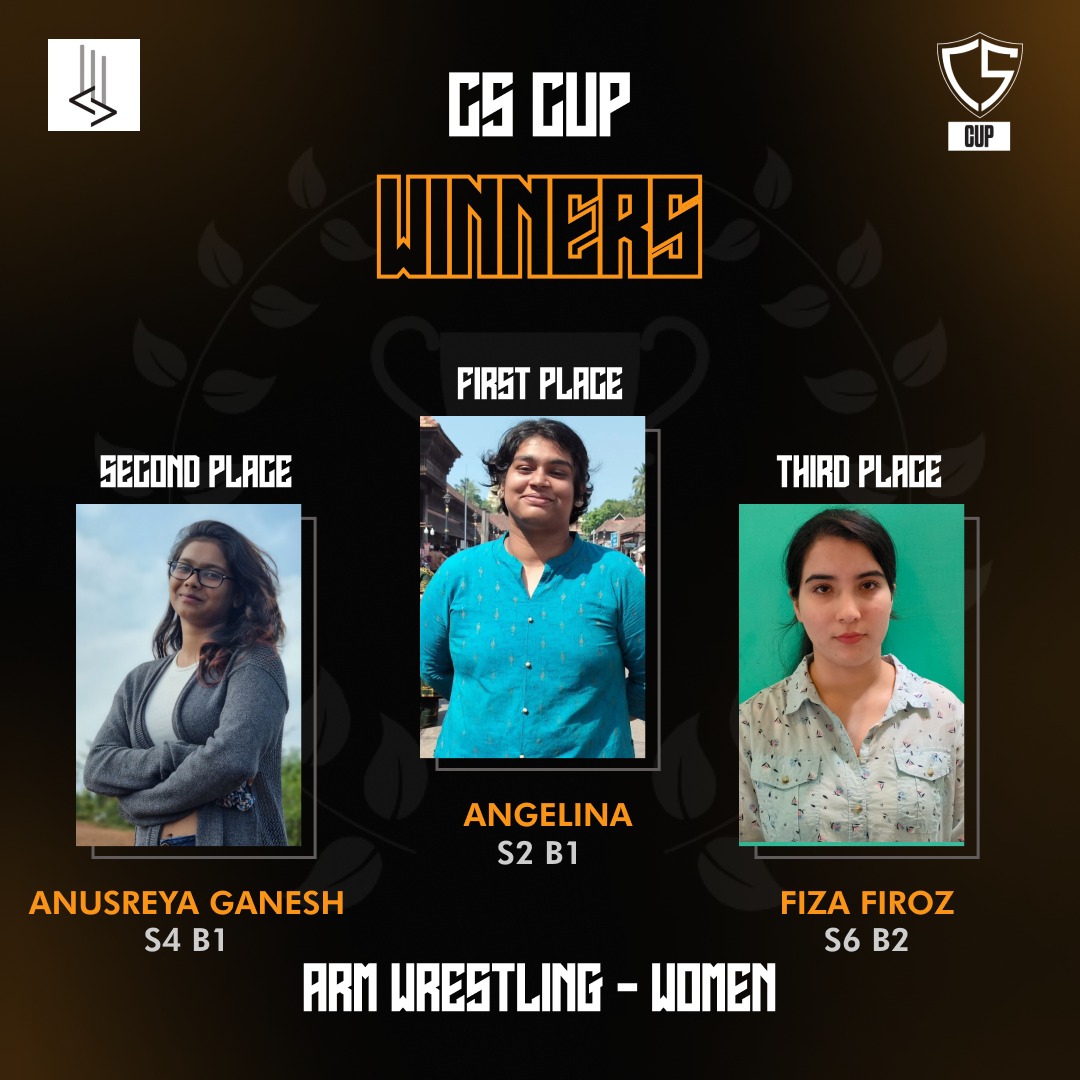 CS
CUP
CS CUP
WINNERS
FIRST PLACE
SECOND PLACE
THIRD PLACE
ANGELINA
S2 B1
ANUSREYA GANESH
S4 B1
FIZA FIROZ
S6 B2
ARM WRESTLING - WOMEN